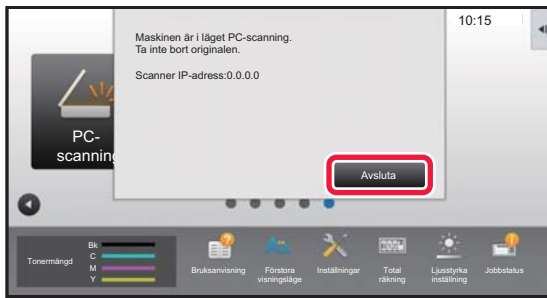 10:15
Maskinen är i läget PC-scanning.
Ta inte bort originalen.
Scanner IP-adress:0.0.0.0
PC-
scanning
Avsluta
Tonermängd
Bk
C
M
Y
Bruksanvisning
Förstora
visningsläge
Inställningar
Total
räkning
Ljusstyrka
inställning
Jobbstatus